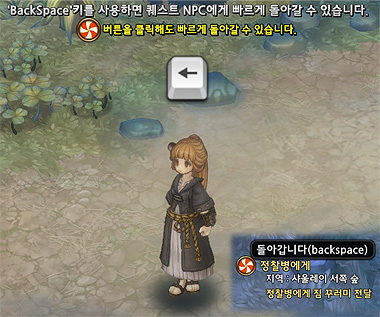 'BackSpace'키를 사용하면 퀘스트 NPC에게 빠르게 돌아갈 수 있습니다.
버튼을 클릭해도 빠르게 돌아갈 수 있습니다.
←
돌아갑니다(backspace)
정찰병에게
지역 : 샤울레이 서쪽 숲
정찰병에게 짐 꾸러미 전달